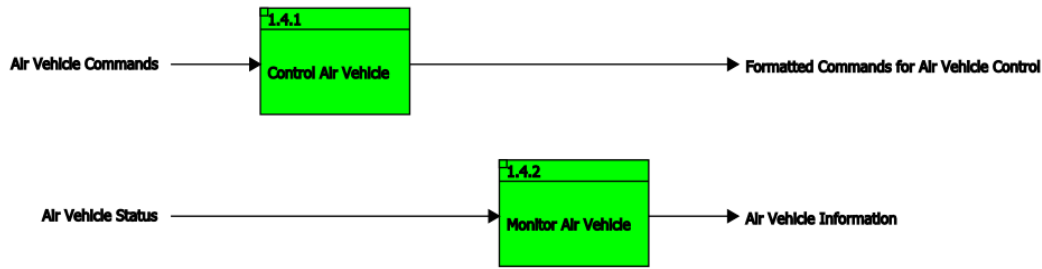 1.4.1
Air Vehicle Commands
Control Air Vehicle
Formatted Commands for Air Vehicle Control
1.4.2
Air Vehicle Status
Monitor Air Vehicle
Air Vehicle Information